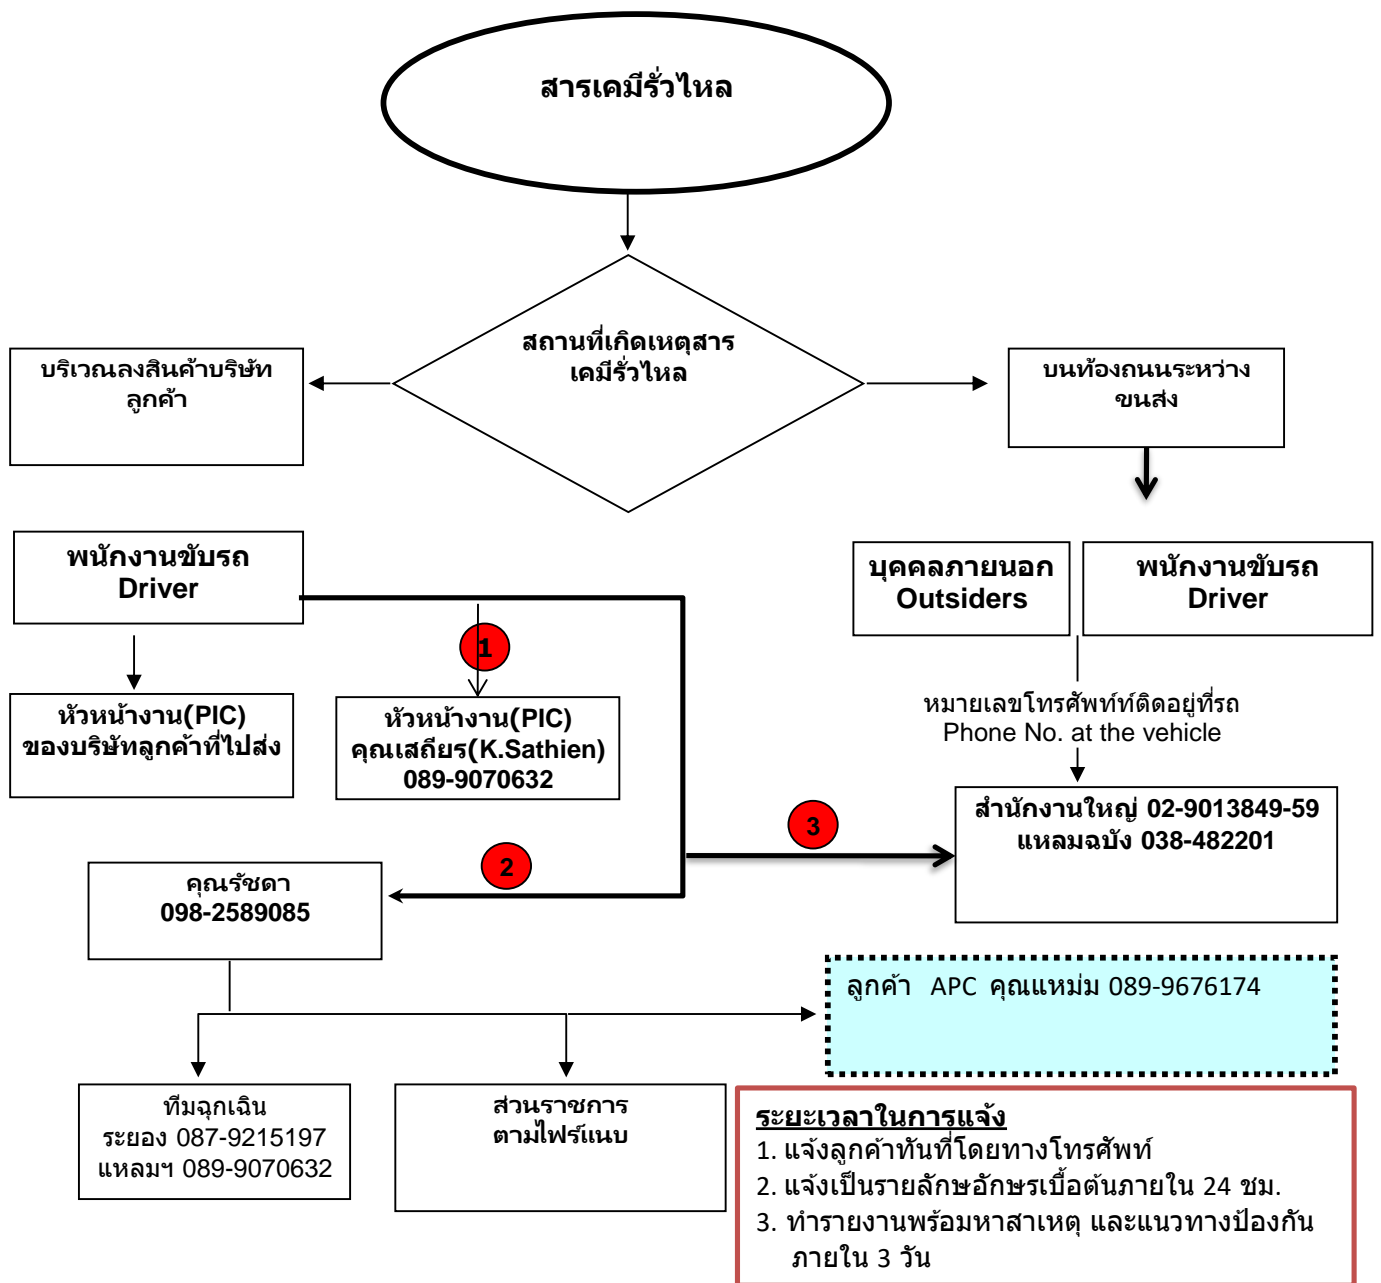 สารเคมีรั่วไหล
สถานที่เกิดเหตุสาร
เคมีรั่วไหล
บริเวณลงสินค้าบริษัท
ลูกค้า
บนท้องถนนระหว่าง
ขนส่ง
พนักงานขับรถ
Driver
บุคคลภายนอก
Outsiders
พนักงานขับรถ
Driver
1
หัวหน้างาน(PIC)
ของบริษัทลูกค้าที่ไปส่ง
หัวหน้างาน(PIC)
คุณเสถียร(K.Sathien)
089-9070632
หมายเลขโทรศัพท์ท์ติดอยู่ที่รถ
Phone No. at the vehicle
3
สำนักงานใหญ่ 02-9013849-59
แหลมฉบัง 038-482201
2
คุณรัชดา
098-2589085
ลูกค้า APC คุณแหม่ม 089-9676174
ทีมฉุกเฉิน
ระยอง 087-9215197
แหลมฯ 089-9070632
ส่วนราชการ
ตามไฟร์แนบ
ระยะเวลาในการแจ้ง
1. แจ้งลูกค้าทันที่โดยทางโทรศัพท์
2. แจ้งเป็นรายลักษอักษรเบื้อต้นภายใน 24 ชม.
3. ทำรายงานพร้อมหาสาเหตุ และแนวทางป้องกัน
ภายใน 3 วัน